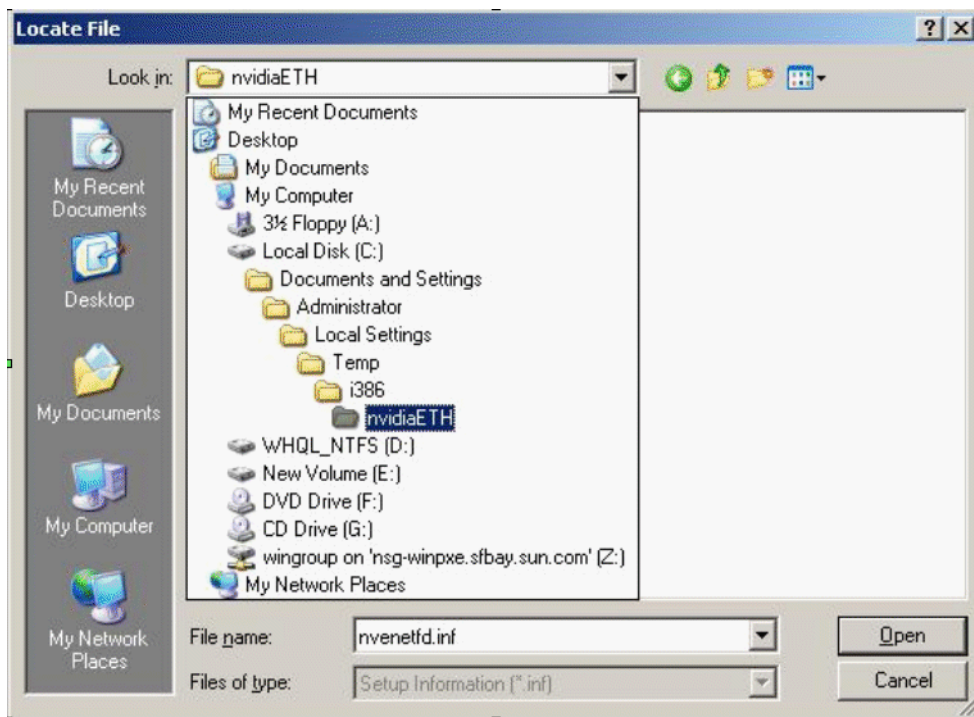 Locate File
Look in:
nvidiaETH
My Recent Documents
Desktop
My Documents
My Computer
3½ Floppy (A:)
Local Disk (C:)
Documents and Settings
Administrator
Local Settings
Temp
i386
nvidiaETH
WHQL_NTFS (D:)
New Volume (E:)
DVD Drive (F:)
CD Drive (G:)
wingroup on 'nsg-winpxe.sfbay.sun.com' (Z:)
My Network Places
My Recent
Documents
Desktop
My Documents
My Computer
My Network
Places
File name:
nvenetfd.inf
Open
Files of type:
Setup Information (*.inf)
Cancel